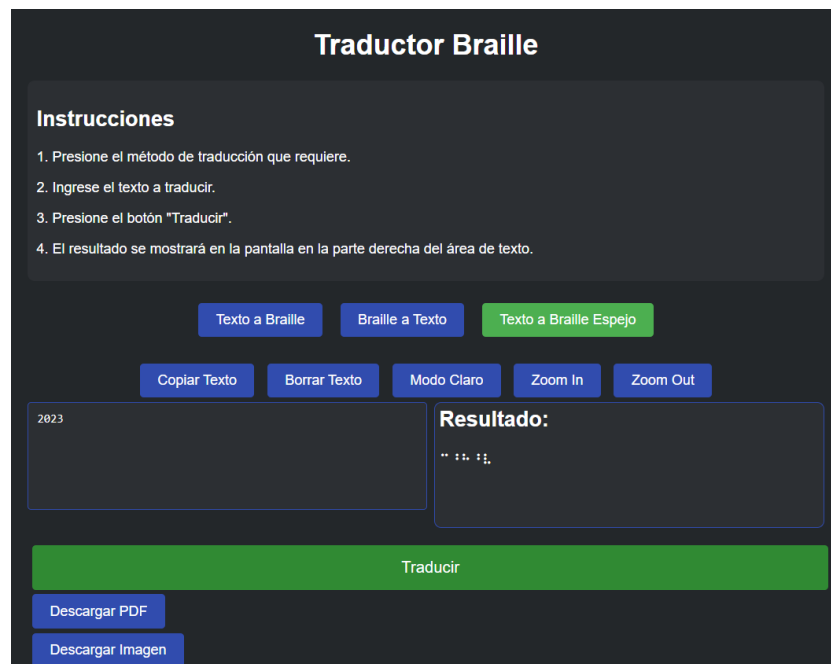 Traductor Braille
Instrucciones
1. Presione el método de traducción que requiere.
2. Ingrese el texto a traducir.
3. Presione el botón "Traducir".
4. El resultado se mostrará en la pantalla en la parte derecha del área de texto.
Texto a Braille Braille a Texto Texto a Braille Espejo
Copiar Texto Borrar Texto Modo Claro Zoom In Zoom Out
2023
Resultado:
Traducir
Descargar PDF
Descargar Imagen